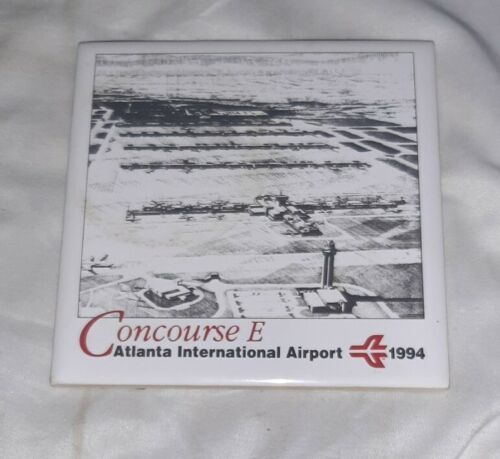 Concourse E
Atlanta International Airport 1994